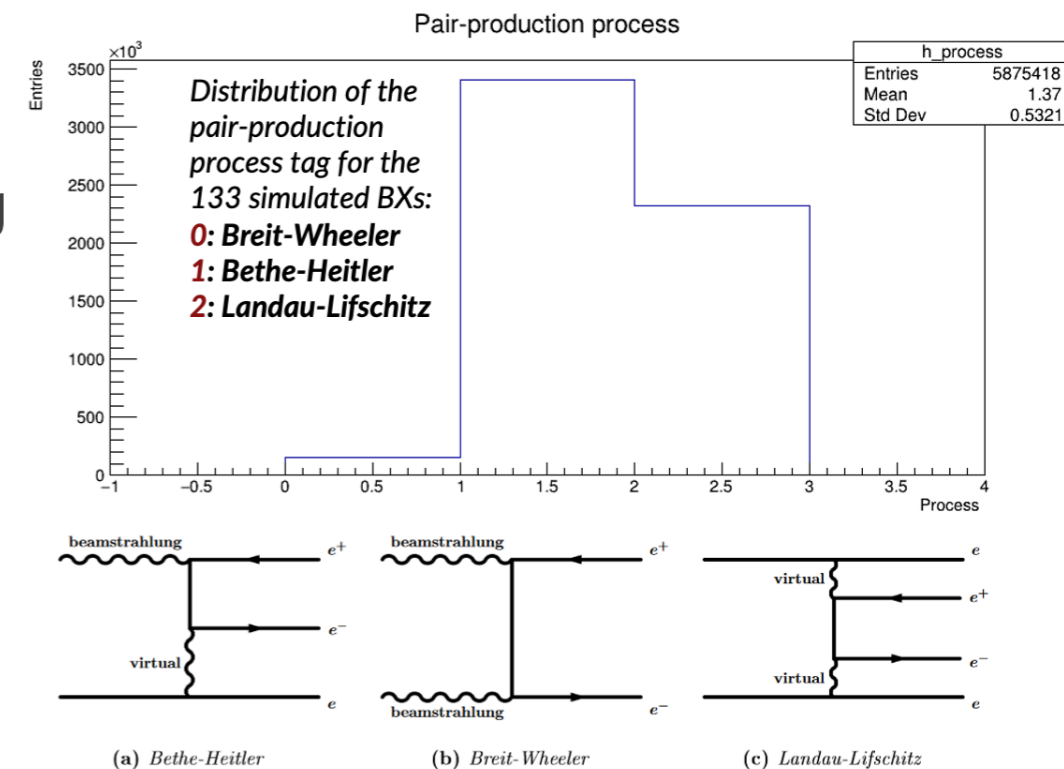 Pair-production process
×10³
h_process
Entries 5875418
Mean 1.37
Std Dev 0.5321
Entries
3500
3000
2500
2000
1500
1000
500
0
Distribution of the
pair-production
process tag for the
133 simulated BXs:
0: Breit-Wheeler
1: Bethe-Heitler
2: Landau-Lifschitz
−1 −0.5 0 0.5 1 1.5 2 2.5 3 3.5 4
Process
beamstrahlung
e⁺
e⁻
virtual
e
(a) Bethe-Heitler
beamstrahlung
e⁺
beamstrahlung
e⁻
(b) Breit-Wheeler
e
virtual
e⁺
e⁻
virtual
e
(c) Landau-Lifschitz